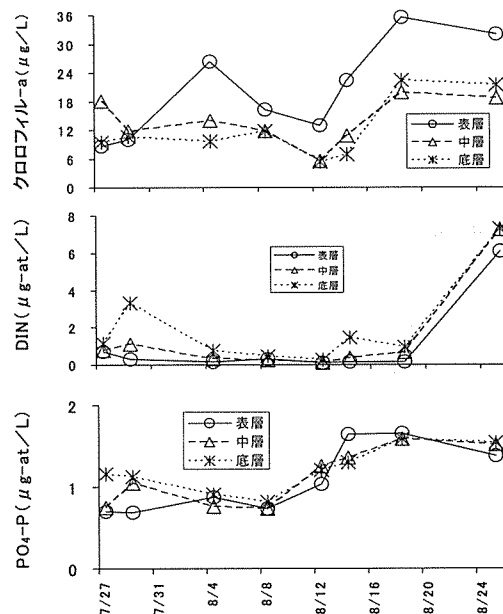 クロロフィル-a(μg/L)
36
30
24
18
12
6
0
表層
中層
底層
DIN(μg-at/L)
8
6
4
2
0
表層
中層
底層
PO₄-P(μg-at/L)
2
1
0
表層
中層
底層
7/27
7/31
8/4
8/8
8/12
8/16
8/20
8/24